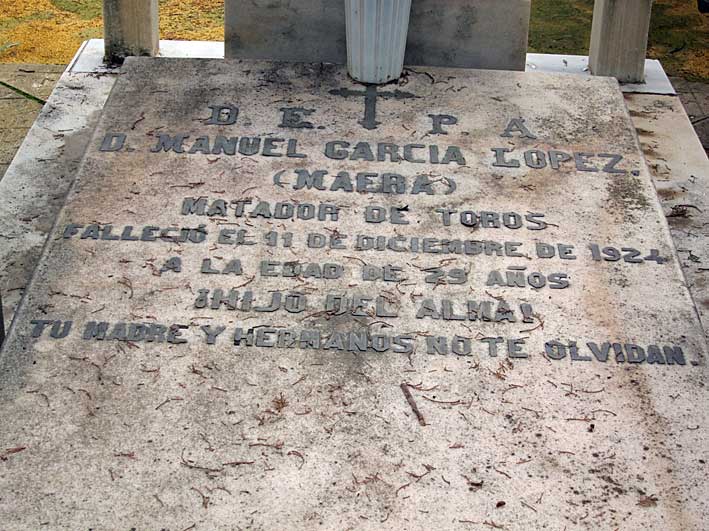 D. E. P. A.
D. MANUEL GARCIA LOPEZ.
(MAERA)
MATADOR DE TOROS
FALLECIÓ EL 11 DE DICIEMBRE DE 1924
A LA EDAD DE 29 AÑOS
¡HIJO DEL ALMA!
TU MADRE Y HERMANOS NO TE OLVIDAN.